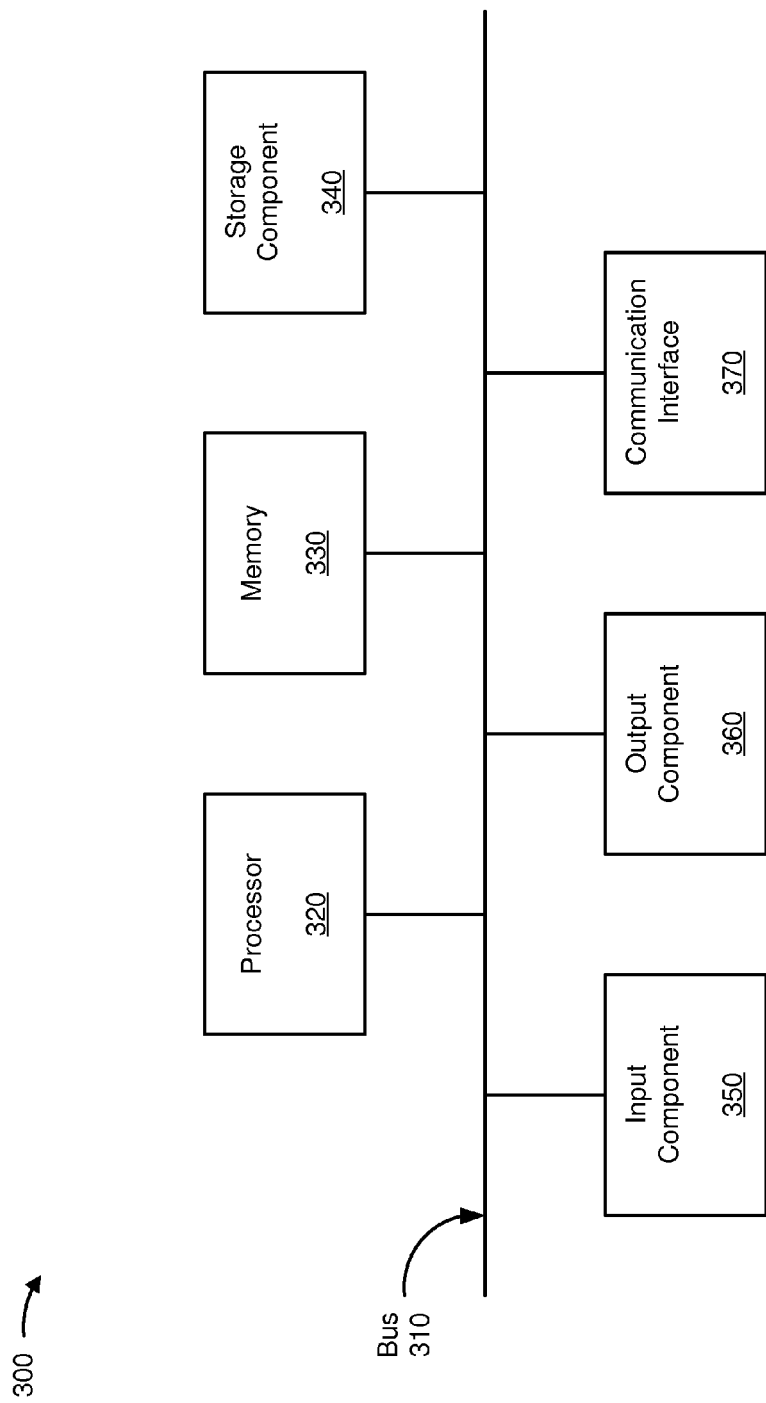 300
Bus
310
Processor
320
Memory
330
Storage
Component
340
Input
Component
350
Output
Component
360
Communication
Interface
370